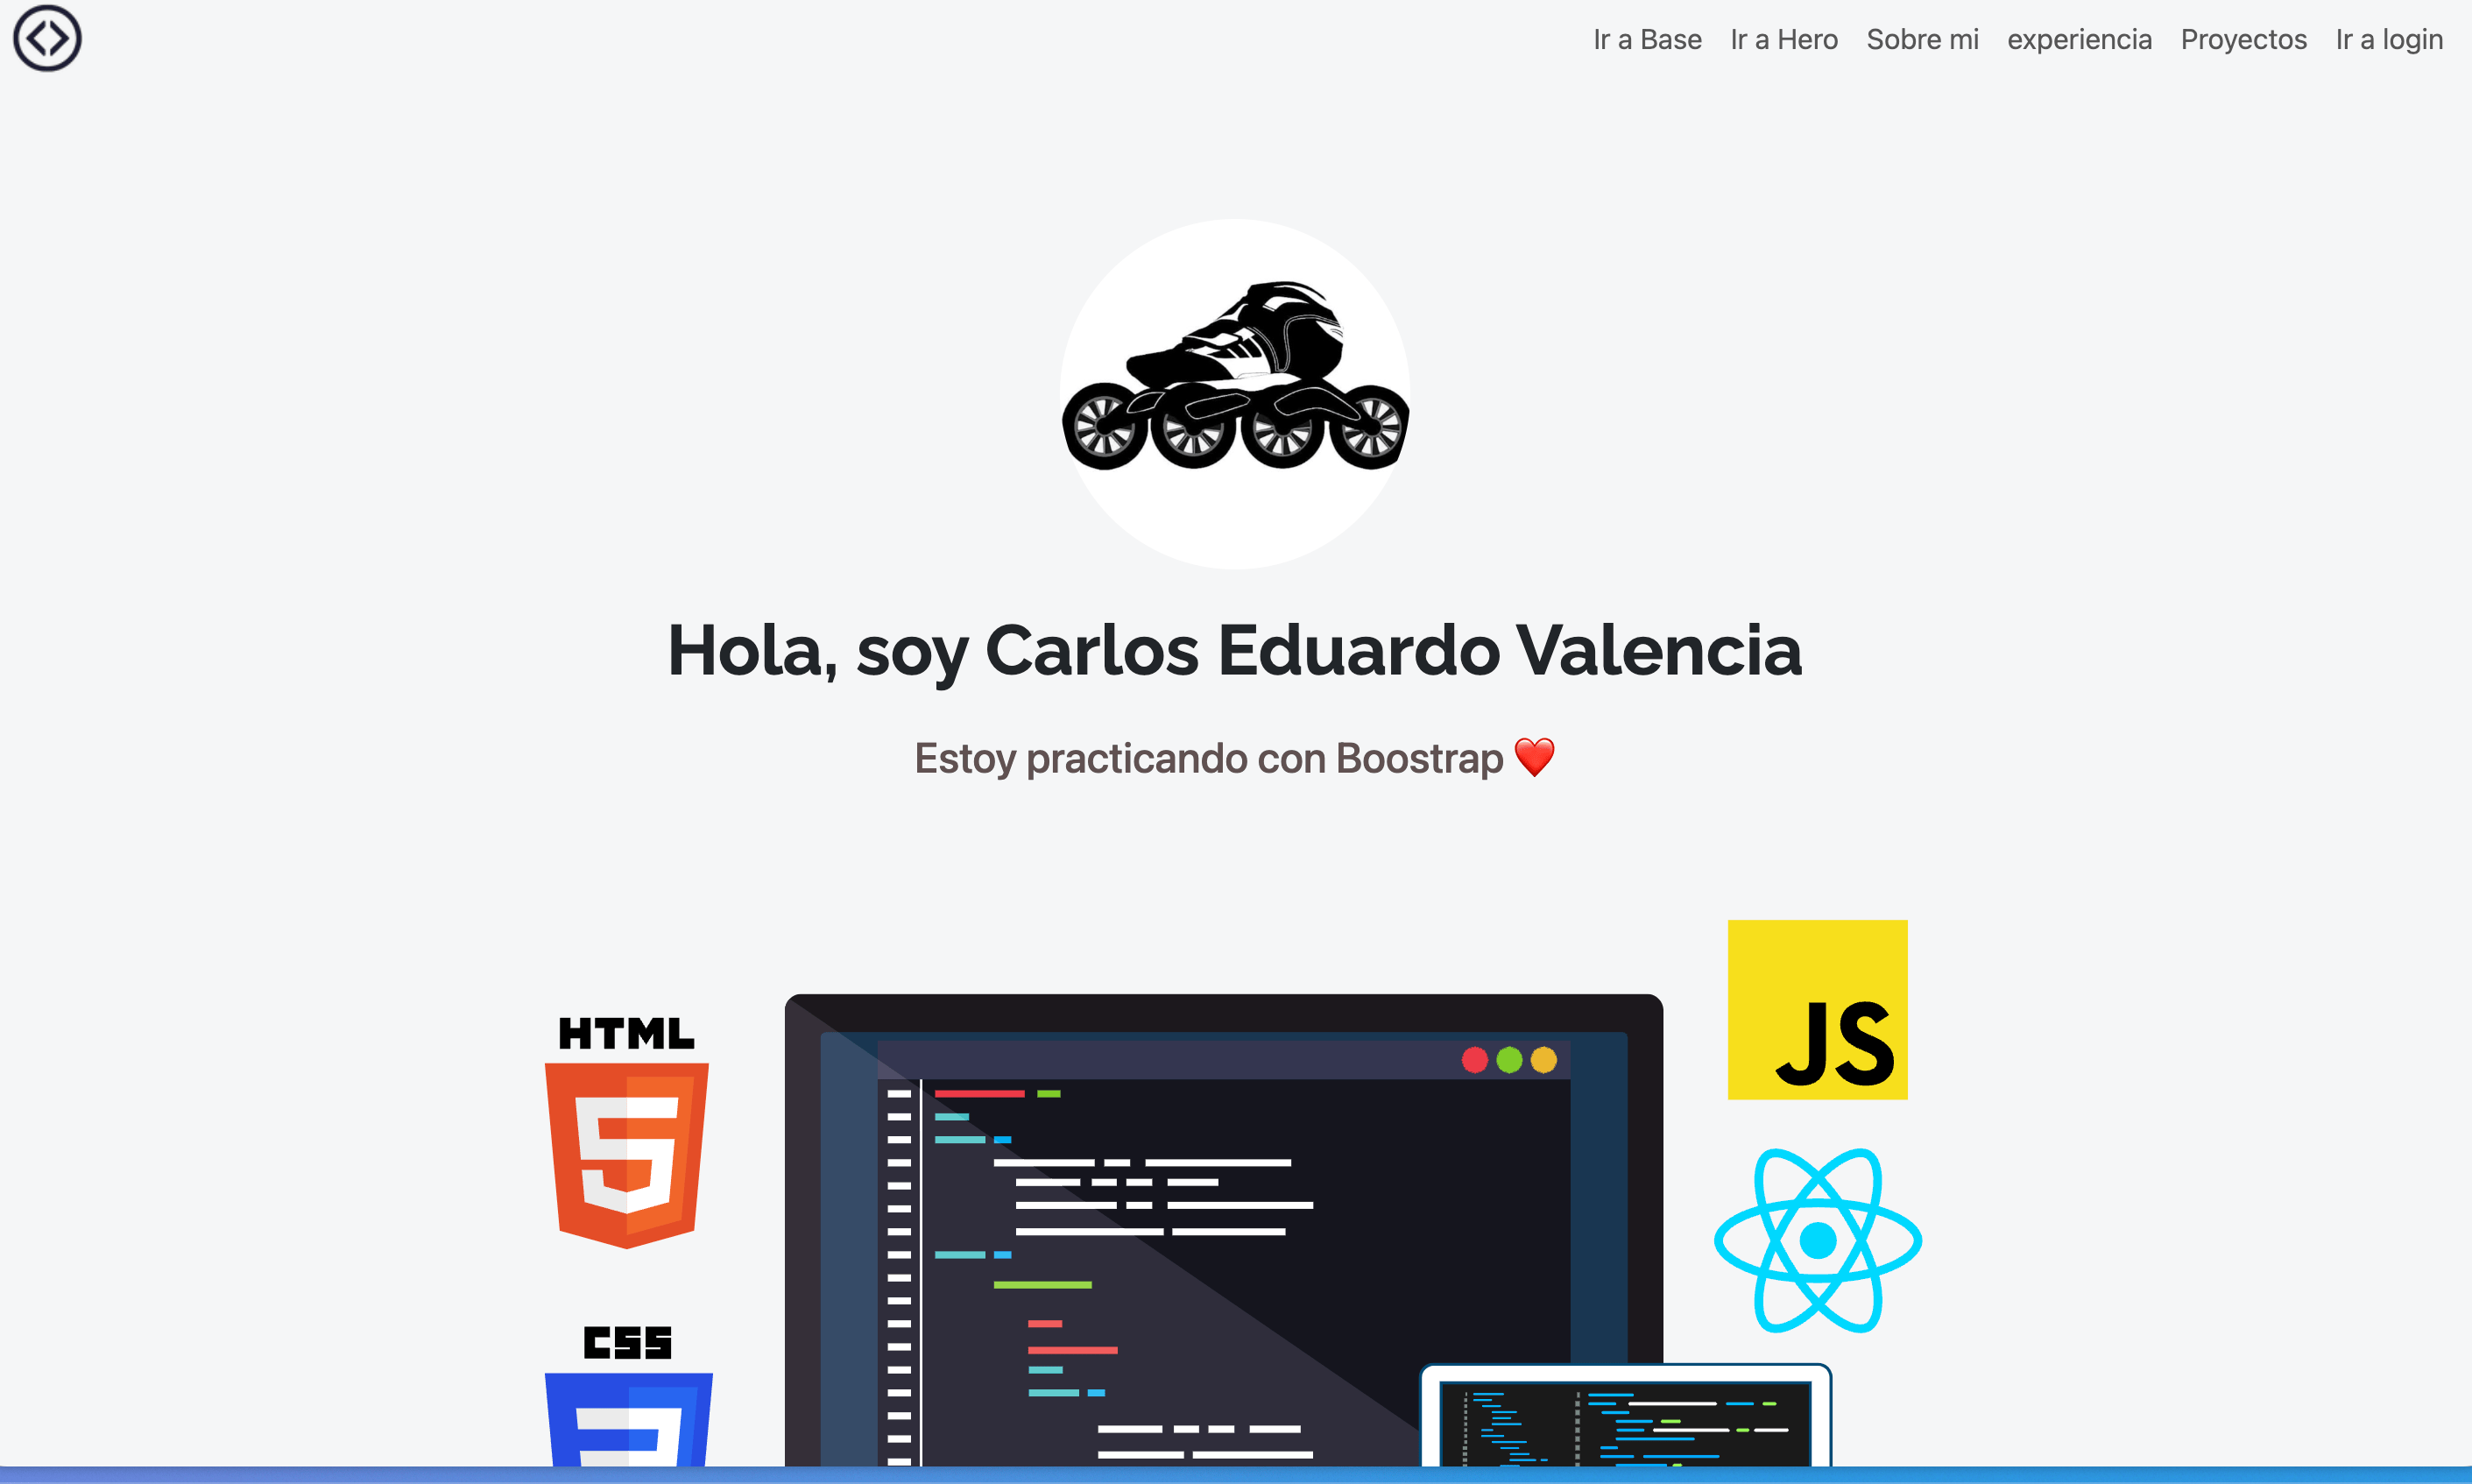 Ir a Base Ir a Hero Sobre mi experiencia Proyectos Ir a login
Hola, soy Carlos Eduardo Valencia
Estoy practicando con Boostrap ❤️
JS
HTML
5
CSS